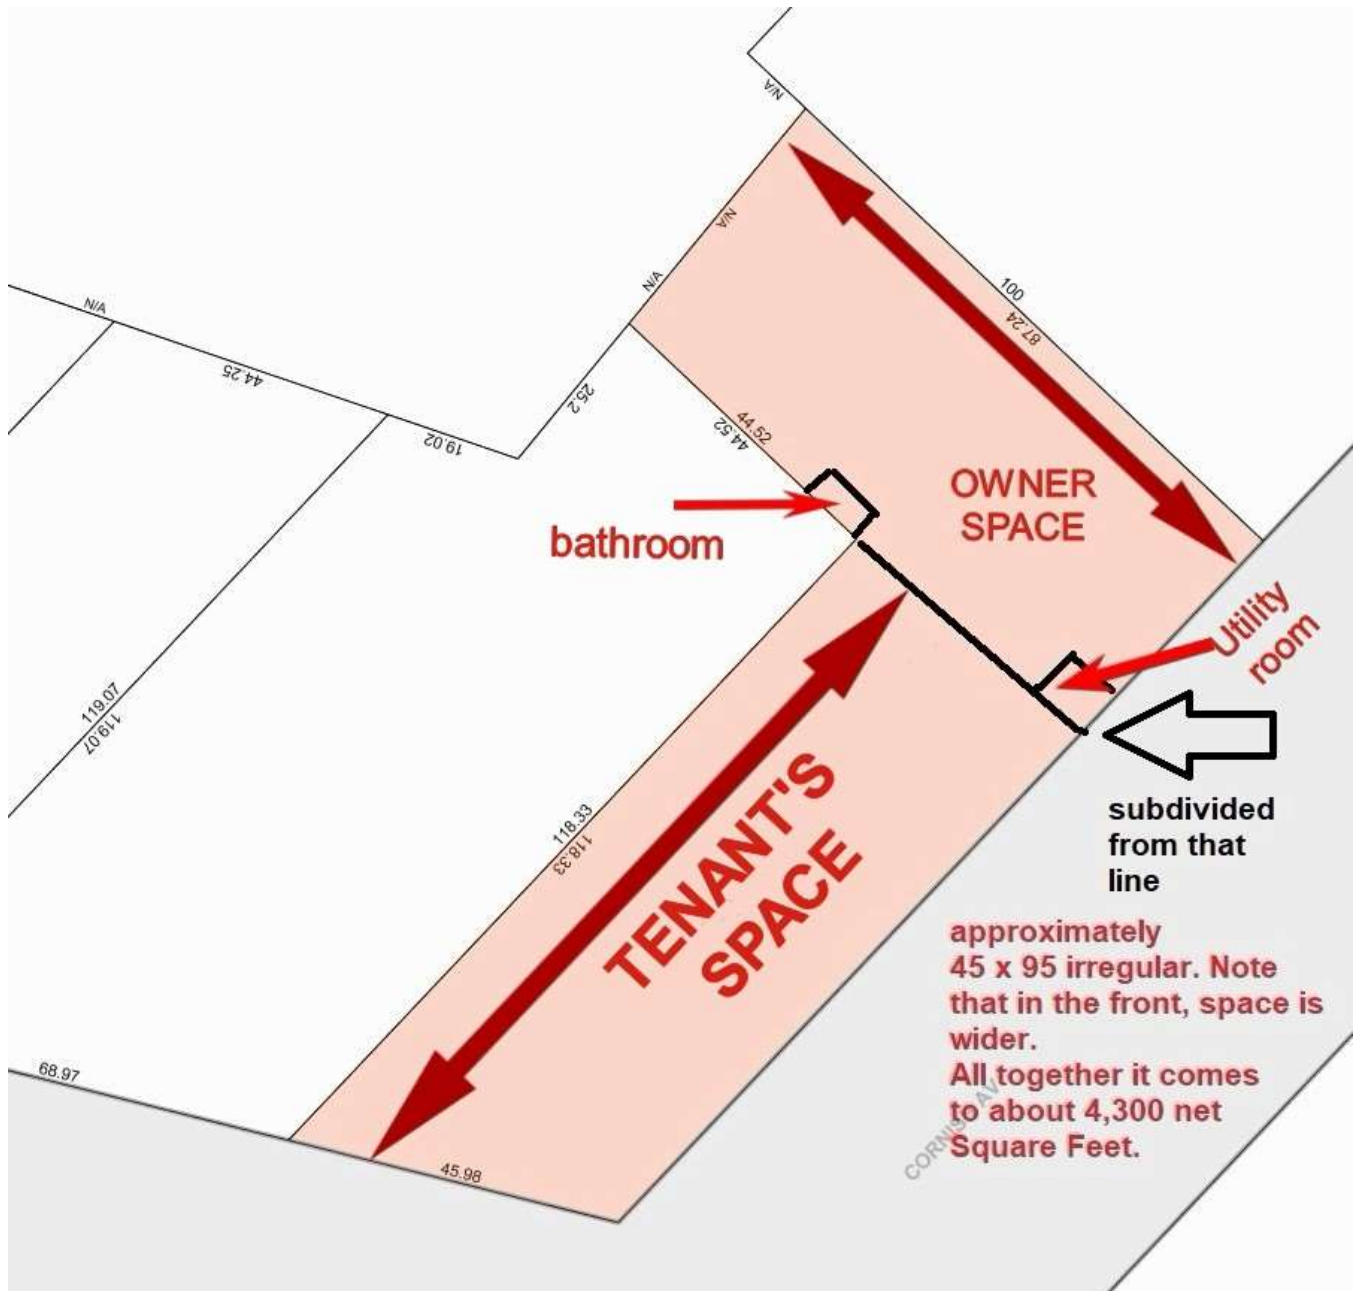 N/A
N/A
N/A
N/A
100
87.24
44.25
25.2
19.02
44.52
44.52
OWNER
SPACE
bathroom
Utility
room
119.07
119.07
118.33
118.33
TENANT'S
SPACE
subdivided
from that
line
approximately
45 x 95 irregular. Note
that in the front, space is
wider.
All together it comes
to about 4,300 net
Square Feet.
68.97
45.98